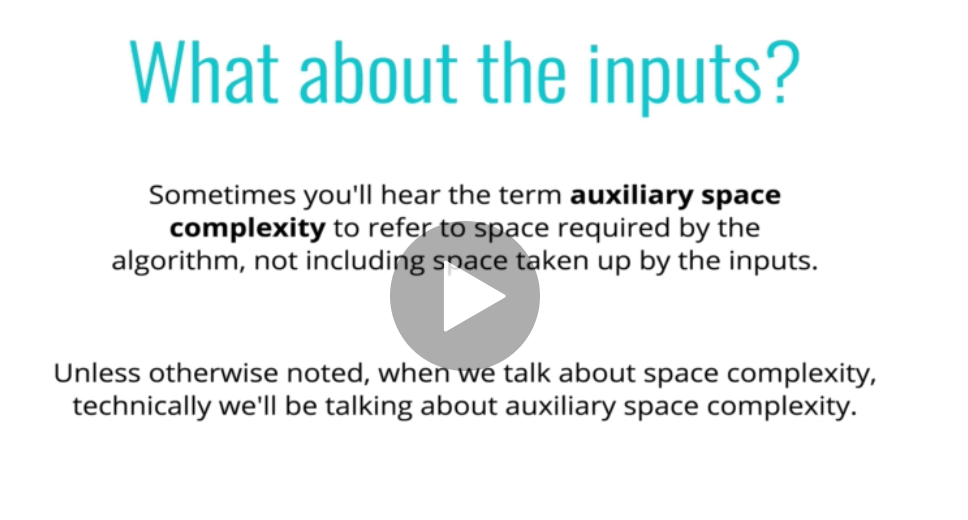 What about the inputs?
Sometimes you'll hear the term auxiliary space
complexity to refer to space required by the
algorithm, not including space taken up by the inputs.
Unless otherwise noted, when we talk about space complexity,
technically we'll be talking about auxiliary space complexity.